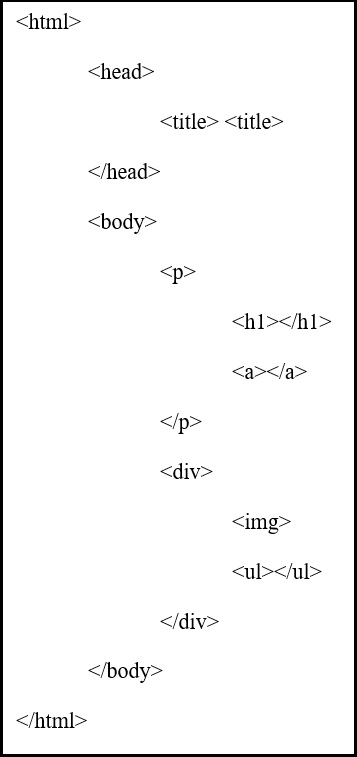 <html>
<head>
<title> <title>
</head>
<body>
<p>
<h1></h1>
<a></a>
</p>
<div>
<img>
<ul></ul>
</div>
</body>
</html>